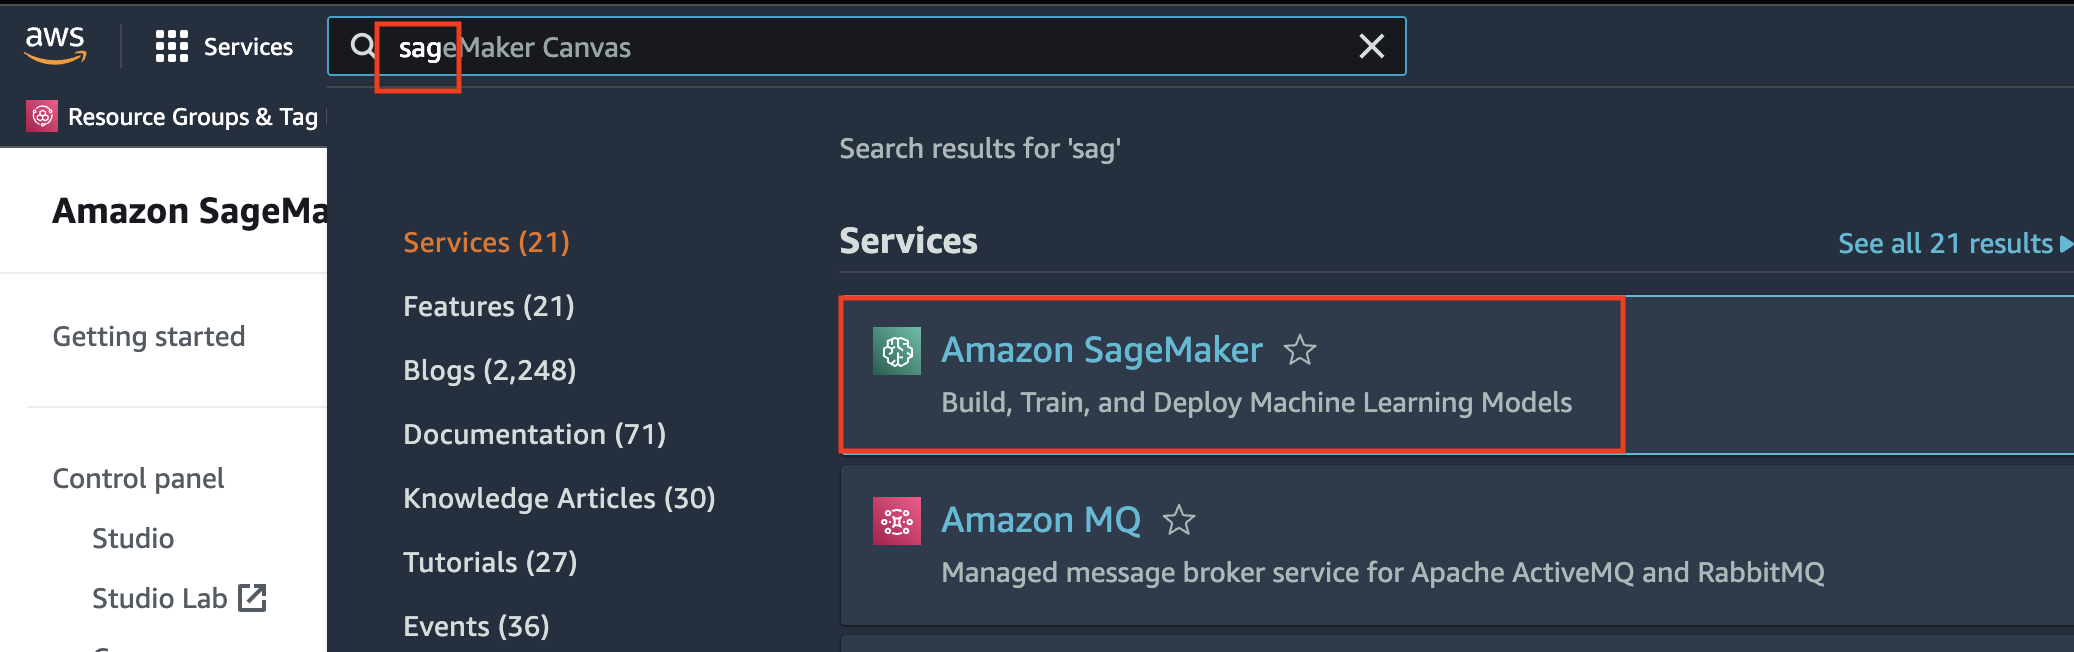 aws
Services
sageMaker Canvas
Resource Groups & Tag
Search results for 'sag'
Amazon SageMa
Services (21)
Services
See all 21 results
Features (21)
Getting started
Amazon SageMaker
Blogs (2,248)
Build, Train, and Deploy Machine Learning Models
Documentation (71)
Control panel
Knowledge Articles (30)
Amazon MQ
Studio
Tutorials (27)
Managed message broker service for Apache ActiveMQ and RabbitMQ
Studio Lab
Events (36)